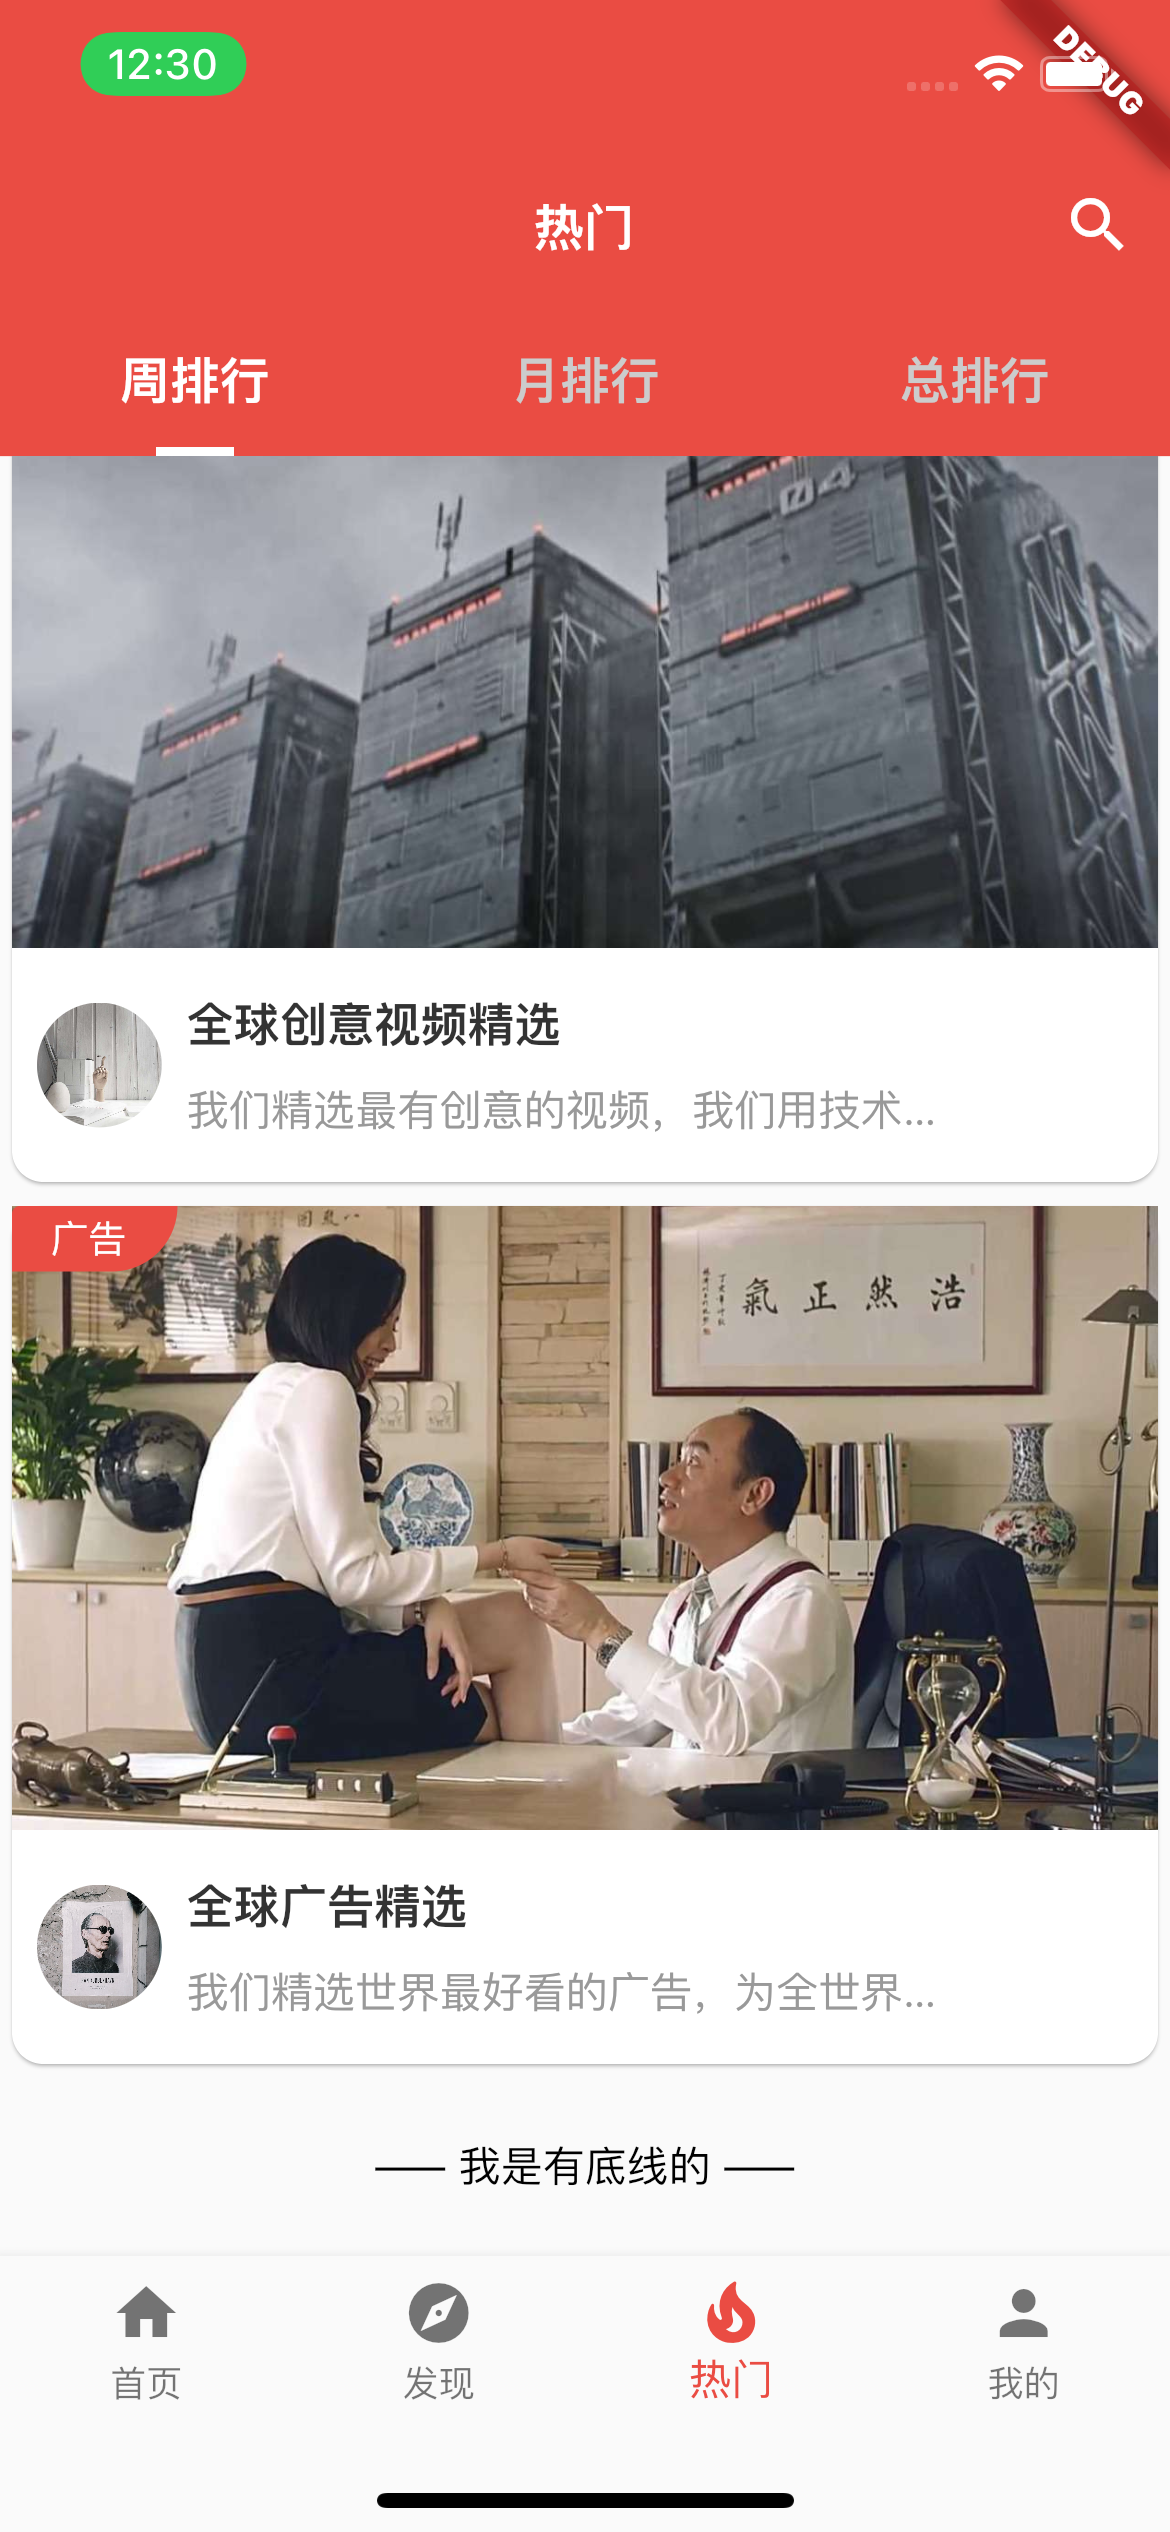 12:30
DEBUG
热门
周排行
月排行
总排行
04
全球创意视频精选
我们精选最有创意的视频，我们用技术...
广告
浩然正氣
全球广告精选
我们精选世界最好看的广告，为全世界...
—— 我是有底线的 ——
首页
发现
热门
我的